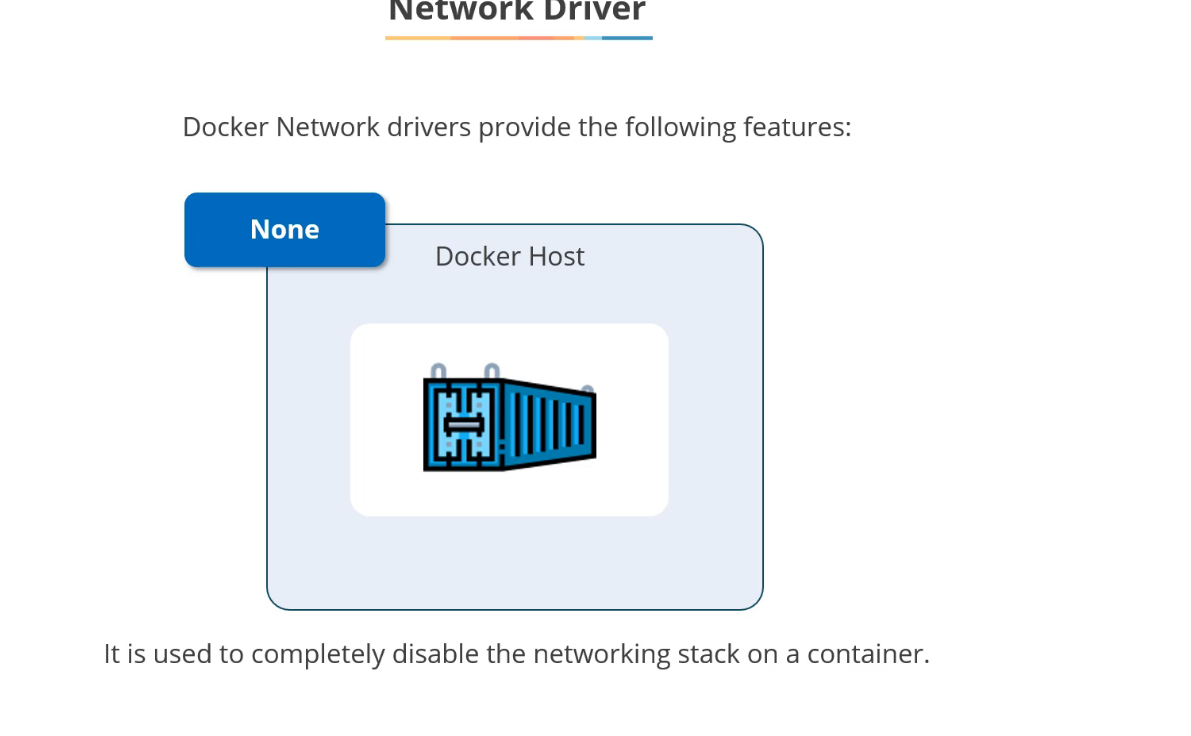 Network Driver
Docker Network drivers provide the following features:
None
Docker Host
It is used to completely disable the networking stack on a container.